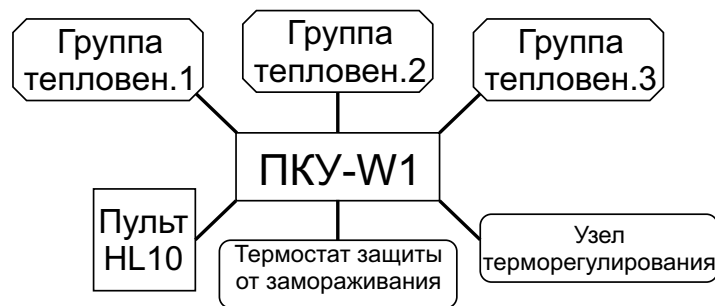 Группа
тепловен.1
Группа
тепловен.2
Группа
тепловен.3
ПКУ-W1
Пульт
HL10
Термостат защиты
от замораживания
Узел
терморегулирования